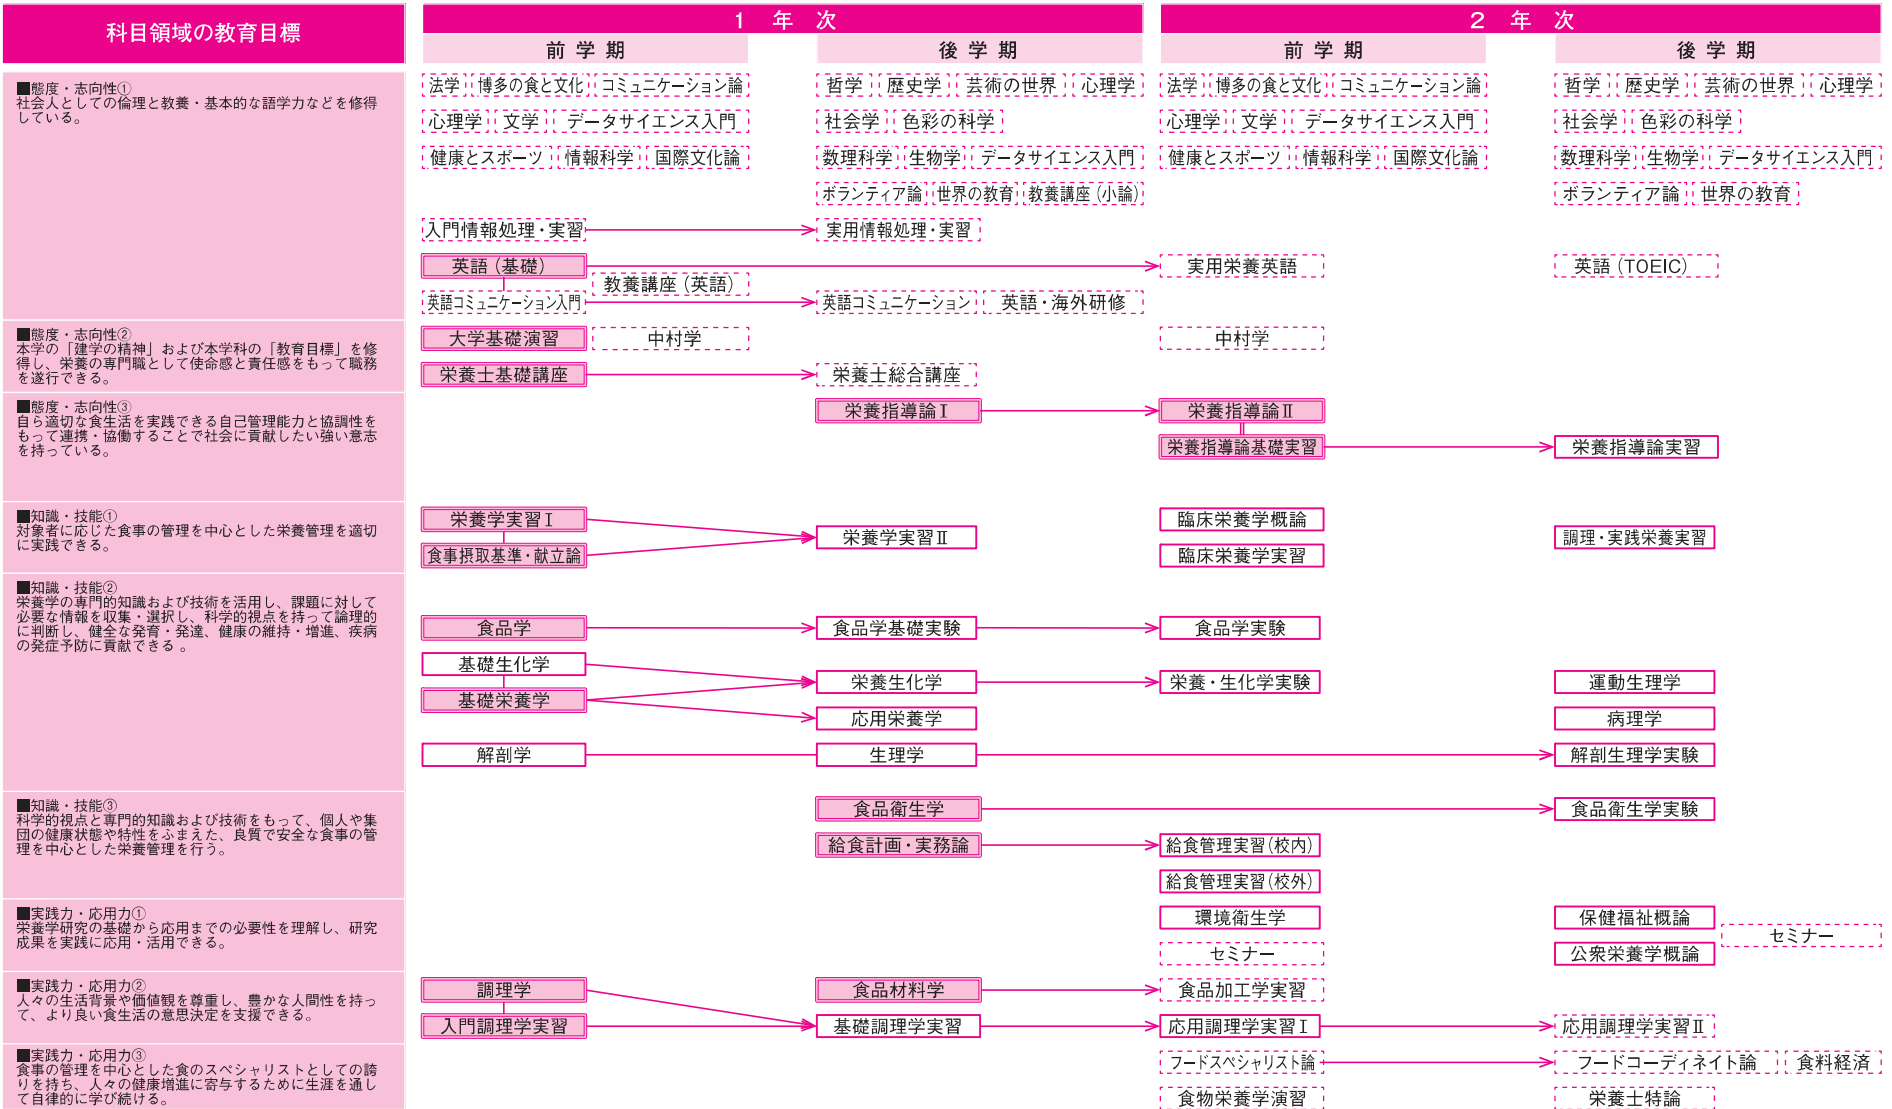 科目領域の教育目標
1 年 次
2 年 次
前 学 期
後 学 期
前 学 期
後 学 期
■態度・志向性①
社会人としての倫理と教養・基本的な語学力などを修得
している。
法学 博多の食と文化 コミュニケーション論 哲学 歴史学 芸術の世界 心理学 法学 博多の食と文化 コミュニケーション論 哲学 歴史学 芸術の世界 心理学
心理学 文学 データサイエンス入門 社会学 色彩の科学 心理学 文学 データサイエンス入門 社会学 色彩の科学
健康とスポーツ 情報科学 国際文化論 数理科学 生物学 データサイエンス入門 健康とスポーツ 情報科学 国際文化論 数理科学 生物学 データサイエンス入門
ボランティア論 世界の教育 教養講座(小論) ボランティア論 世界の教育
入門情報処理・実習 実用情報処理・実習
英語(基礎) 実用栄養英語 英語(TOEIC)
教養講座(英語)
英語コミュニケーション入門 英語コミュニケーション 英語・海外研修
■態度・志向性②
本学の「建学の精神」および本学科の「教育目標」を修
得し、栄養の専門職として使命感と責任感をもって職務
を遂行できる。
大学基礎演習 中村学 中村学
栄養士基礎講座 栄養士総合講座
■態度・志向性③
自ら適切な食生活を実践できる自己管理能力と協調性を
もって連携・協働することで社会に貢献したい強い意志
を持っている。
栄養指導論Ⅰ 栄養指導論Ⅱ
栄養指導論基礎実習 栄養指導論実習
■知識・技能①
対象者に応じた食事の管理を中心とした栄養管理を適切
に実践できる。
栄養学実習Ⅰ 臨床栄養学概論
栄養学実習Ⅱ 調理・実践栄養実習
食事摂取基準・献立論 臨床栄養学実習
■知識・技能②
栄養学の専門的知識および技術を活用し、課題に対して
必要な情報を収集・選択し、科学的視点を持って論理的
に判断し、健全な発育・発達、健康の維持・増進、疾病
の発症予防に貢献できる 。
食品学 食品学基礎実験 食品学実験
基礎生化学
栄養生化学 栄養・生化学実験 運動生理学
基礎栄養学
応用栄養学 病理学
解剖学 生理学 解剖生理学実験
■知識・技能③
科学的視点と専門的知識および技術をもって、個人や集
団の健康状態や特性をふまえた、良質で安全な食事の管
理を中心とした栄養管理を行う。
食品衛生学 食品衛生学実験
給食計画・実務論 給食管理実習(校内)
給食管理実習(校外)
■実践力・応用力①
栄養学研究の基礎から応用までの必要性を理解し、研究
成果を実践に応用・活用できる。
環境衛生学 保健福祉概論
セミナー
セミナー 公衆栄養学概論
■実践力・応用力②
人々の生活背景や価値観を尊重し、豊かな人間性を持っ
て、より良い食生活の意思決定を支援できる。
調理学 食品材料学 食品加工学実習
入門調理学実習 基礎調理学実習 応用調理学実習Ⅰ 応用調理学実習Ⅱ
■実践力・応用力③
食事の管理を中心とした食のスペシャリストとしての誇
りを持ち、人々の健康増進に寄与するために生涯を通し
て自律的に学び続ける。
フードスペシャリスト論 フードコーディネイト論 食料経済
食物栄養学演習 栄養士特論